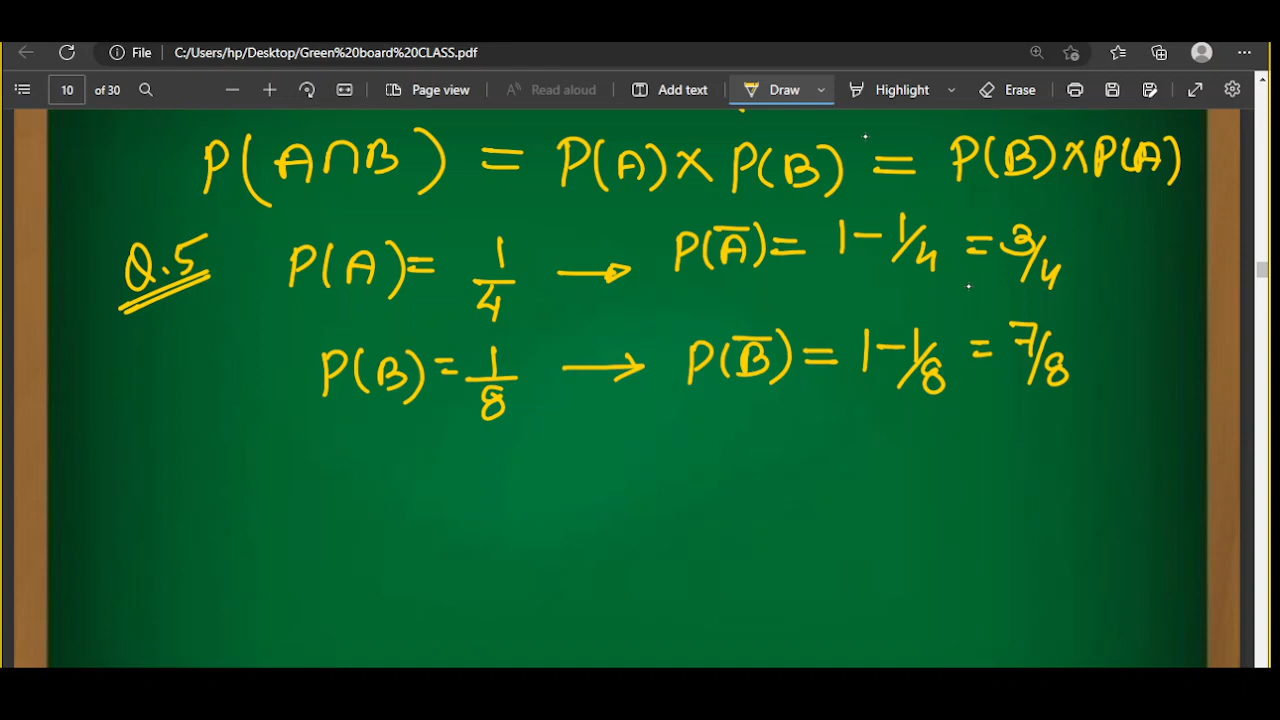 File C:/Users/hp/Desktop/Green%20board%20CLASS.pdf
10 of 30 Page view Read aloud Add text Draw Highlight Erase
P(A∩B) = P(A)×P(B) = P(B)×P(A)
Q.5 P(A)= 1/4 → P(A̅)= 1-1/4 = 3/4
P(B)= 1/8 → P(B̅)= 1-1/8 = 7/8